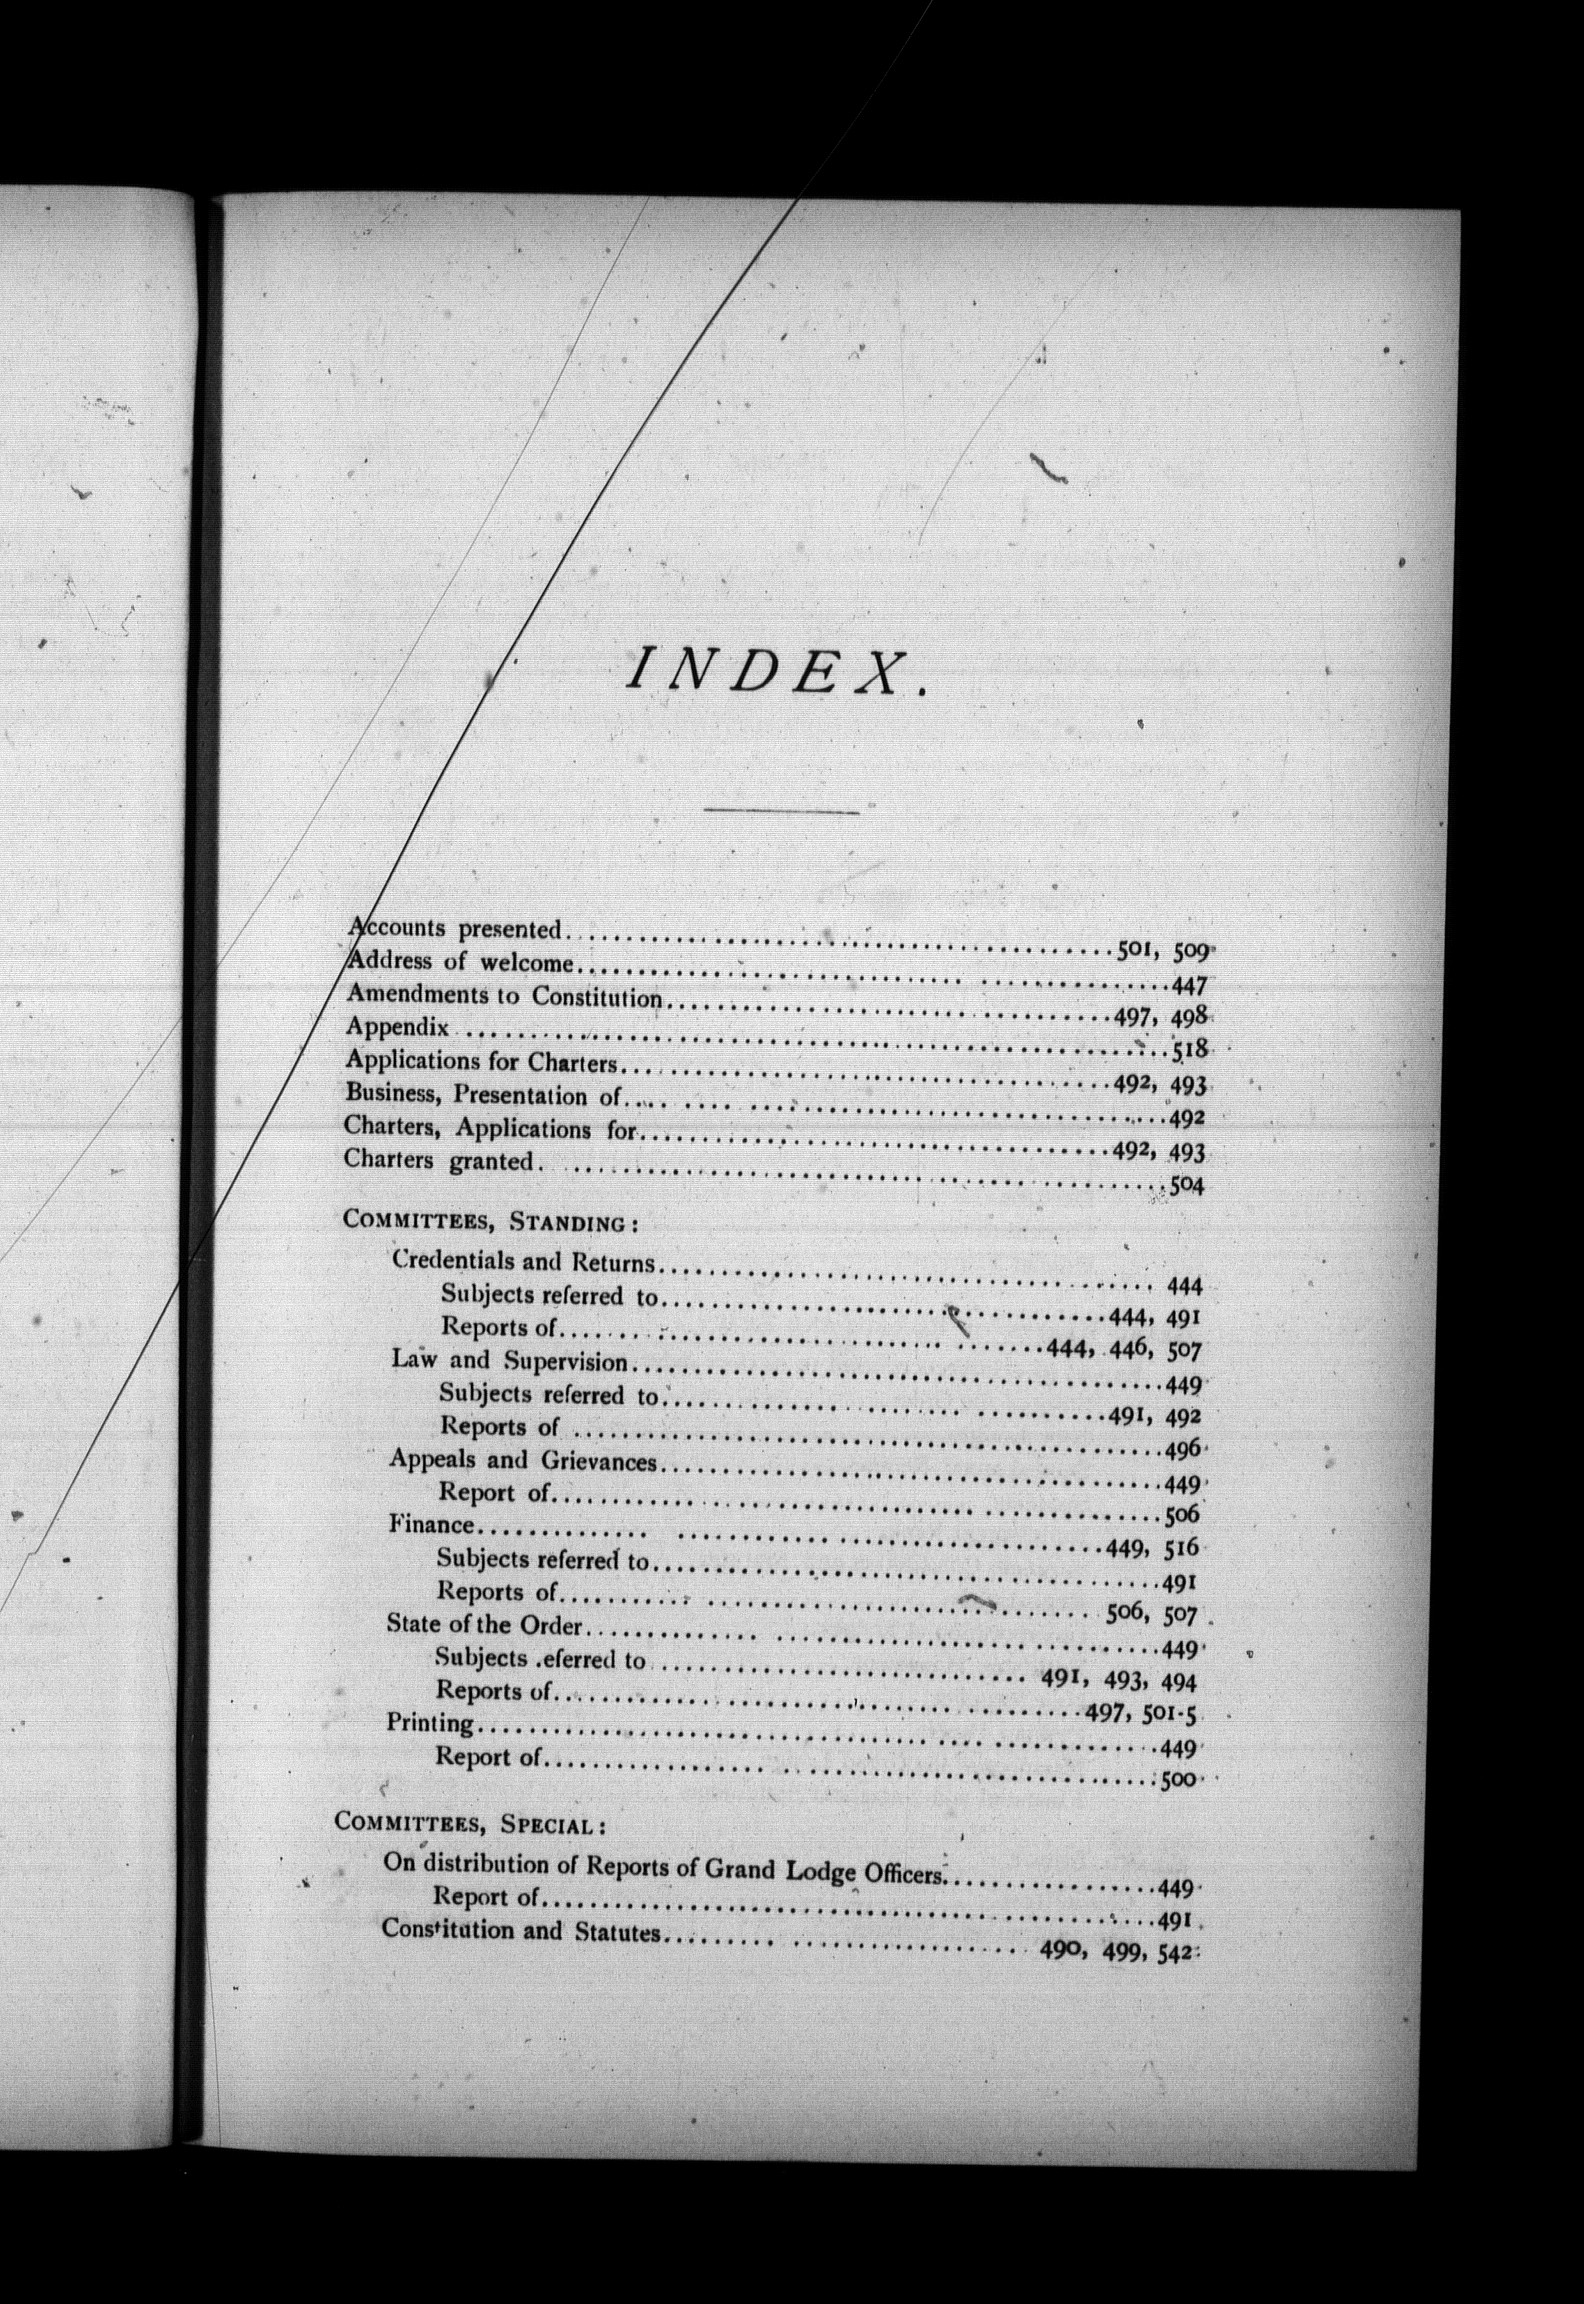 INDEX.
Accounts presented........................................501, 509
Address of welcome........................................447
Amendments to Constitution........................................497, 498
Appendix ........................................518
Applications for Charters........................................492, 493
Business, Presentation of........................................492
Charters, Applications for........................................492, 493
Charters granted........................................504
COMMITTEES, STANDING:
Credentials and Returns........................................ 444
Subjects referred to........................................444, 491
Reports of........................................444, 446, 507
Law and Supervision........................................449
Subjects referred to........................................491, 492
Reports of ........................................496
Appeals and Grievances........................................449
Report of........................................506
Finance........................................449, 516
Subjects referred to........................................491
Reports of........................................ 506, 507
State of the Order........................................449
Subjects .eferred to........................................ 491, 493, 494
Reports of........................................497, 501-5
Printing........................................449
Report of........................................500
COMMITTEES, SPECIAL:
On distribution of Reports of Grand Lodge Officers..................449
Report of........................................491
Constitution and Statutes.............................. 490, 499, 542